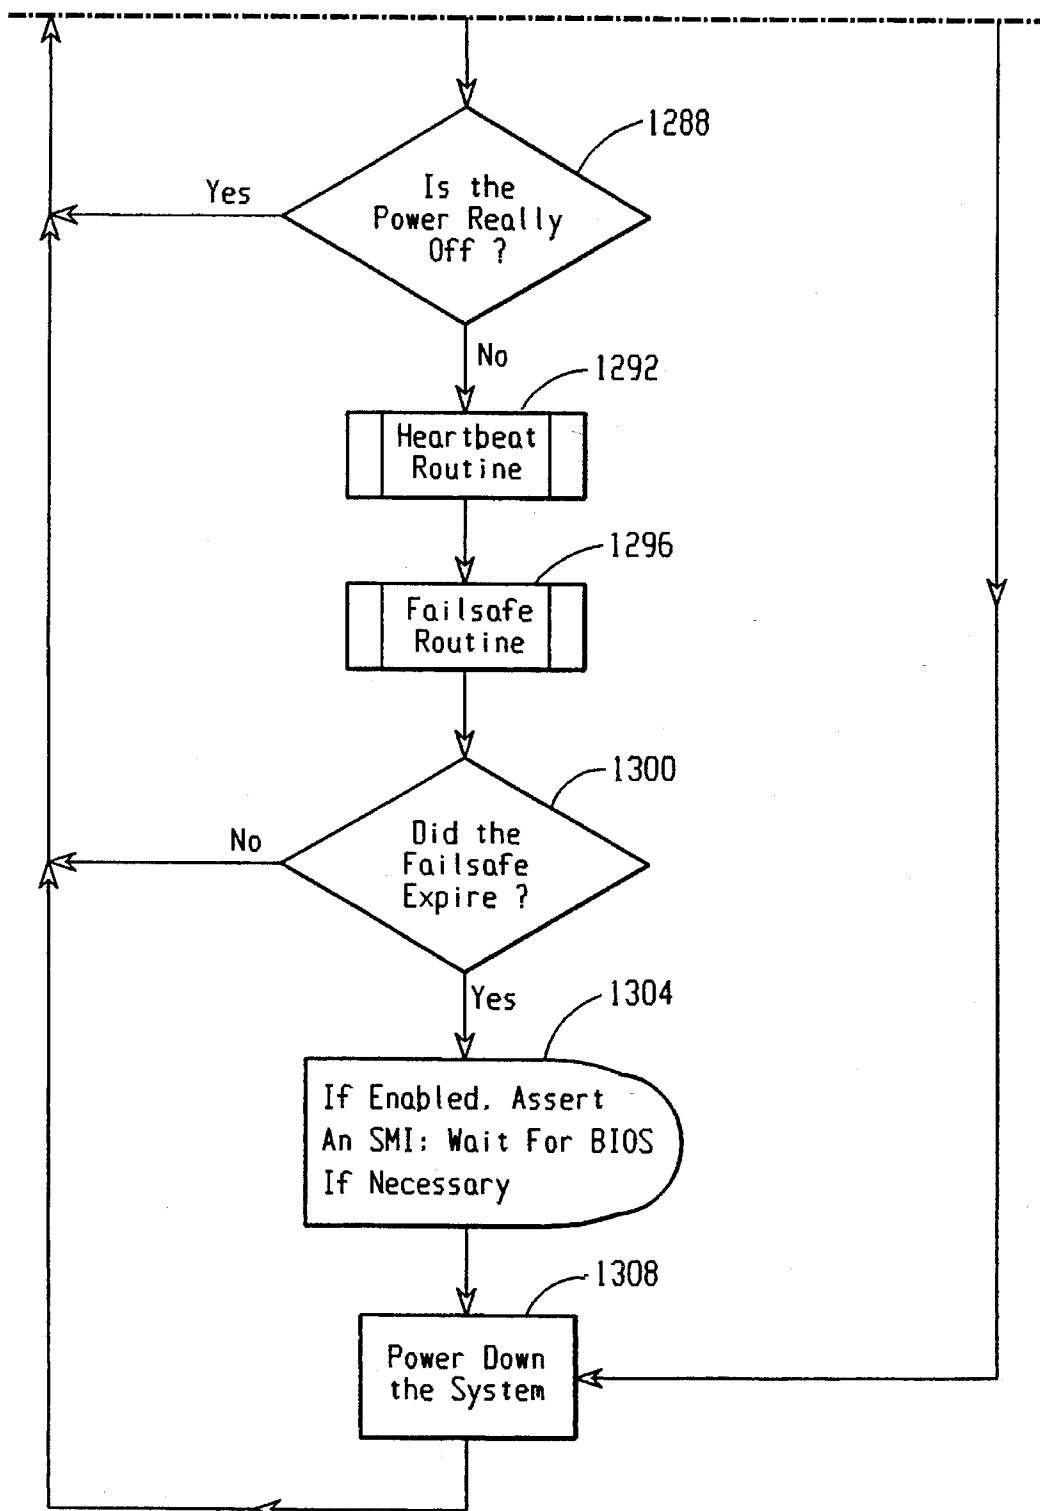 1288
Is the
Power Really
Off ?
Yes
No
1292
Heartbeat
Routine
1296
Failsafe
Routine
1300
Did the
Failsafe
Expire ?
No
Yes
1304
If Enabled, Assert
An SMI; Wait For BIOS
If Necessary
1308
Power Down
the System